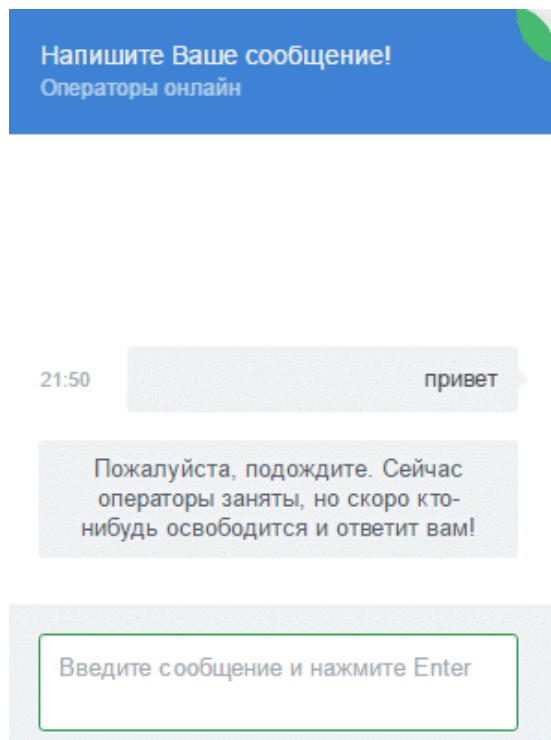 Напишите Ваше сообщение!
Операторы онлайн
21:50
привет
Пожалуйста, подождите. Сейчас
операторы заняты, но скоро кто-
нибудь освободится и ответит вам!
Введите сообщение и нажмите Enter